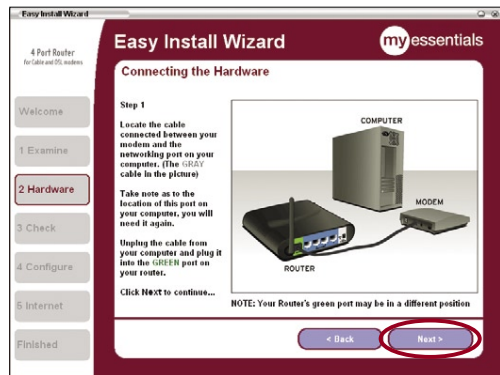 Easy Install Wizard
4 Port Router
for Cable and DSL modems
Easy Install Wizard
myessentials
Connecting the Hardware
Welcome
1 Examine
2 Hardware
3 Check
4 Configure
5 Internet
Finished
Step 1
Locate the cable
connected between your
modem and the
networking port on your
computer. (The GRAY
cable in the picture)
Take note as to the
location of this port on
your computer, you will
need it again.
Unplug the cable from
your computer and plug it
into the GREEN port on
your router.
Click Next to continue...
COMPUTER
MODEM
ROUTER
NOTE: Your Router's green port may be in a different position
< Back
Next >